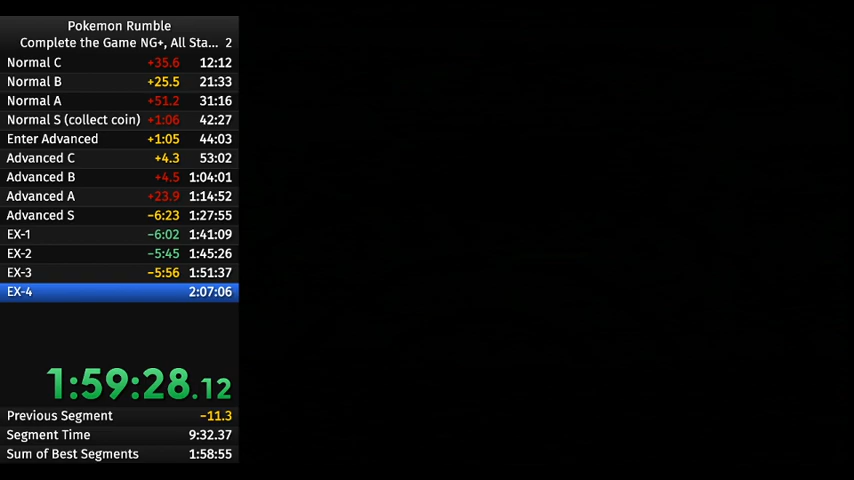 Pokemon Rumble
Complete the Game NG+, All Sta... 2
Normal C +35.6 12:12
Normal B +25.5 21:33
Normal A +51.2 31:16
Normal S (collect coin) +1:06 42:27
Enter Advanced +1:05 44:03
Advanced C +4.3 53:02
Advanced B +4.5 1:04:01
Advanced A +23.9 1:14:52
Advanced S −6:23 1:27:55
EX-1 −6:02 1:41:09
EX-2 −5:45 1:45:26
EX-3 −5:56 1:51:37
EX-4 2:07:06
1:59:28.12
Previous Segment −11.3
Segment Time 9:32.37
Sum of Best Segments 1:58:55